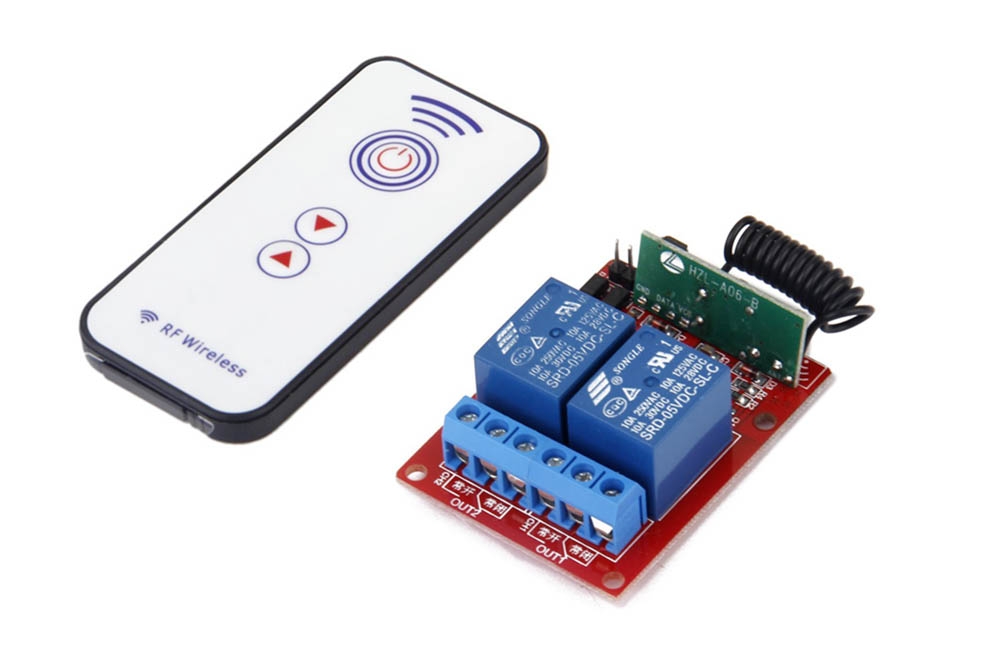 RF Wireless
HZL-A06-B
GND DATA
SONGLE
10A 250VAC 10A 125VAC
10A 30VDC 10A 28VDC
SRD-05VDC-SL-C
SONGLE
10A 250VAC 10A 125VAC
10A 30VDC 10A 28VDC
SRD-05VDC-SL-C
常开
常闭
OUT2
常开
常闭
OUT1